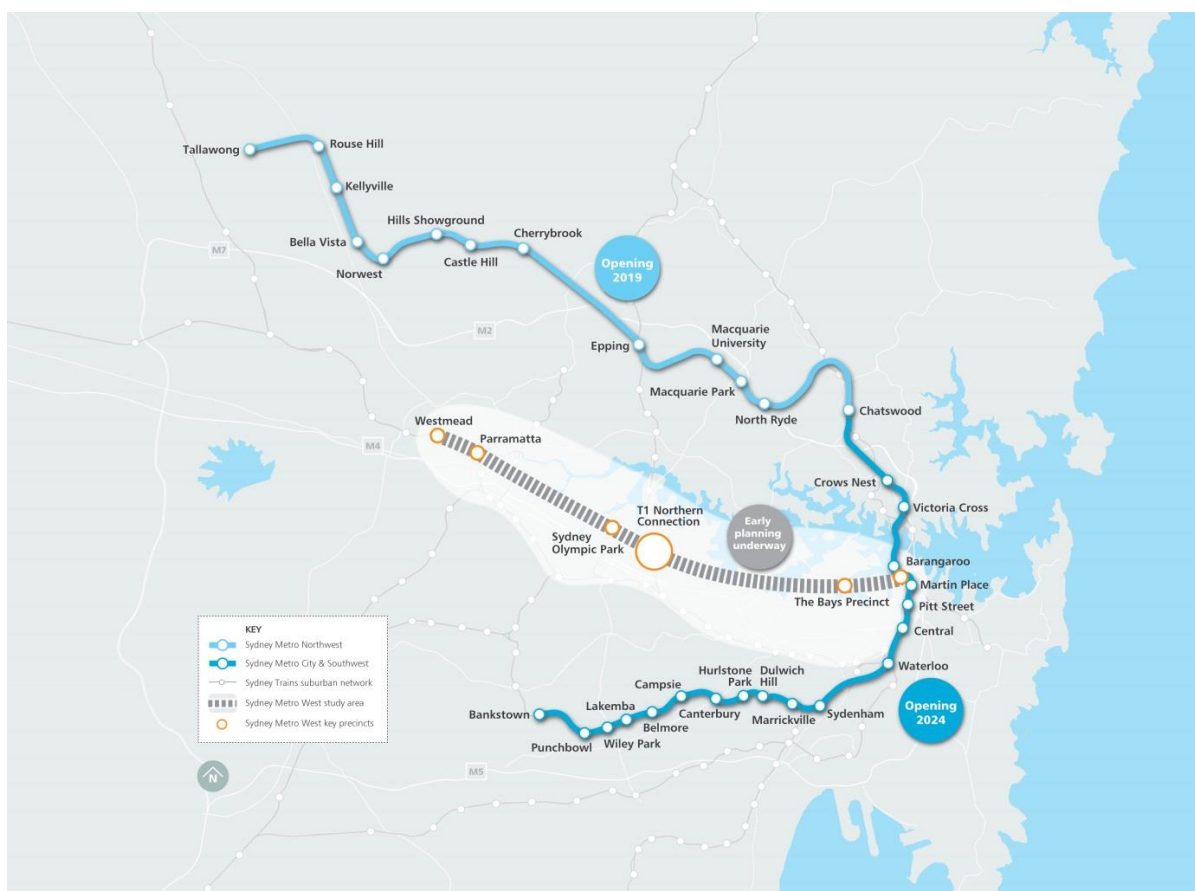 Tallawong
Rouse Hill
Kellyville
Hills Showground
Bella Vista
Cherrybrook
M7
Castle Hill
Norwest
Opening
2019
M2
Epping
Macquarie
University
Macquarie Park
North Ryde
Chatswood
Westmead
Parramatta
M4
Crows Nest
T1 Northern
Connection
Victoria Cross
Early
planning
underway
Sydney
Olympic Park
Barangaroo
Martin Place
The Bays Precinct
Pitt Street
Central
Waterloo
KEY
Sydney Metro Northwest
Sydney Metro City & Southwest
Sydney Trains suburban network
Sydney Metro West study area
Sydney Metro West key precincts
Hurlstone
Park
Dulwich
Hill
Campsie
Lakemba
Bankstown
Canterbury
Belmore
Marrickville
Sydenham
Opening
2024
Punchbowl
Wiley Park
M5
N